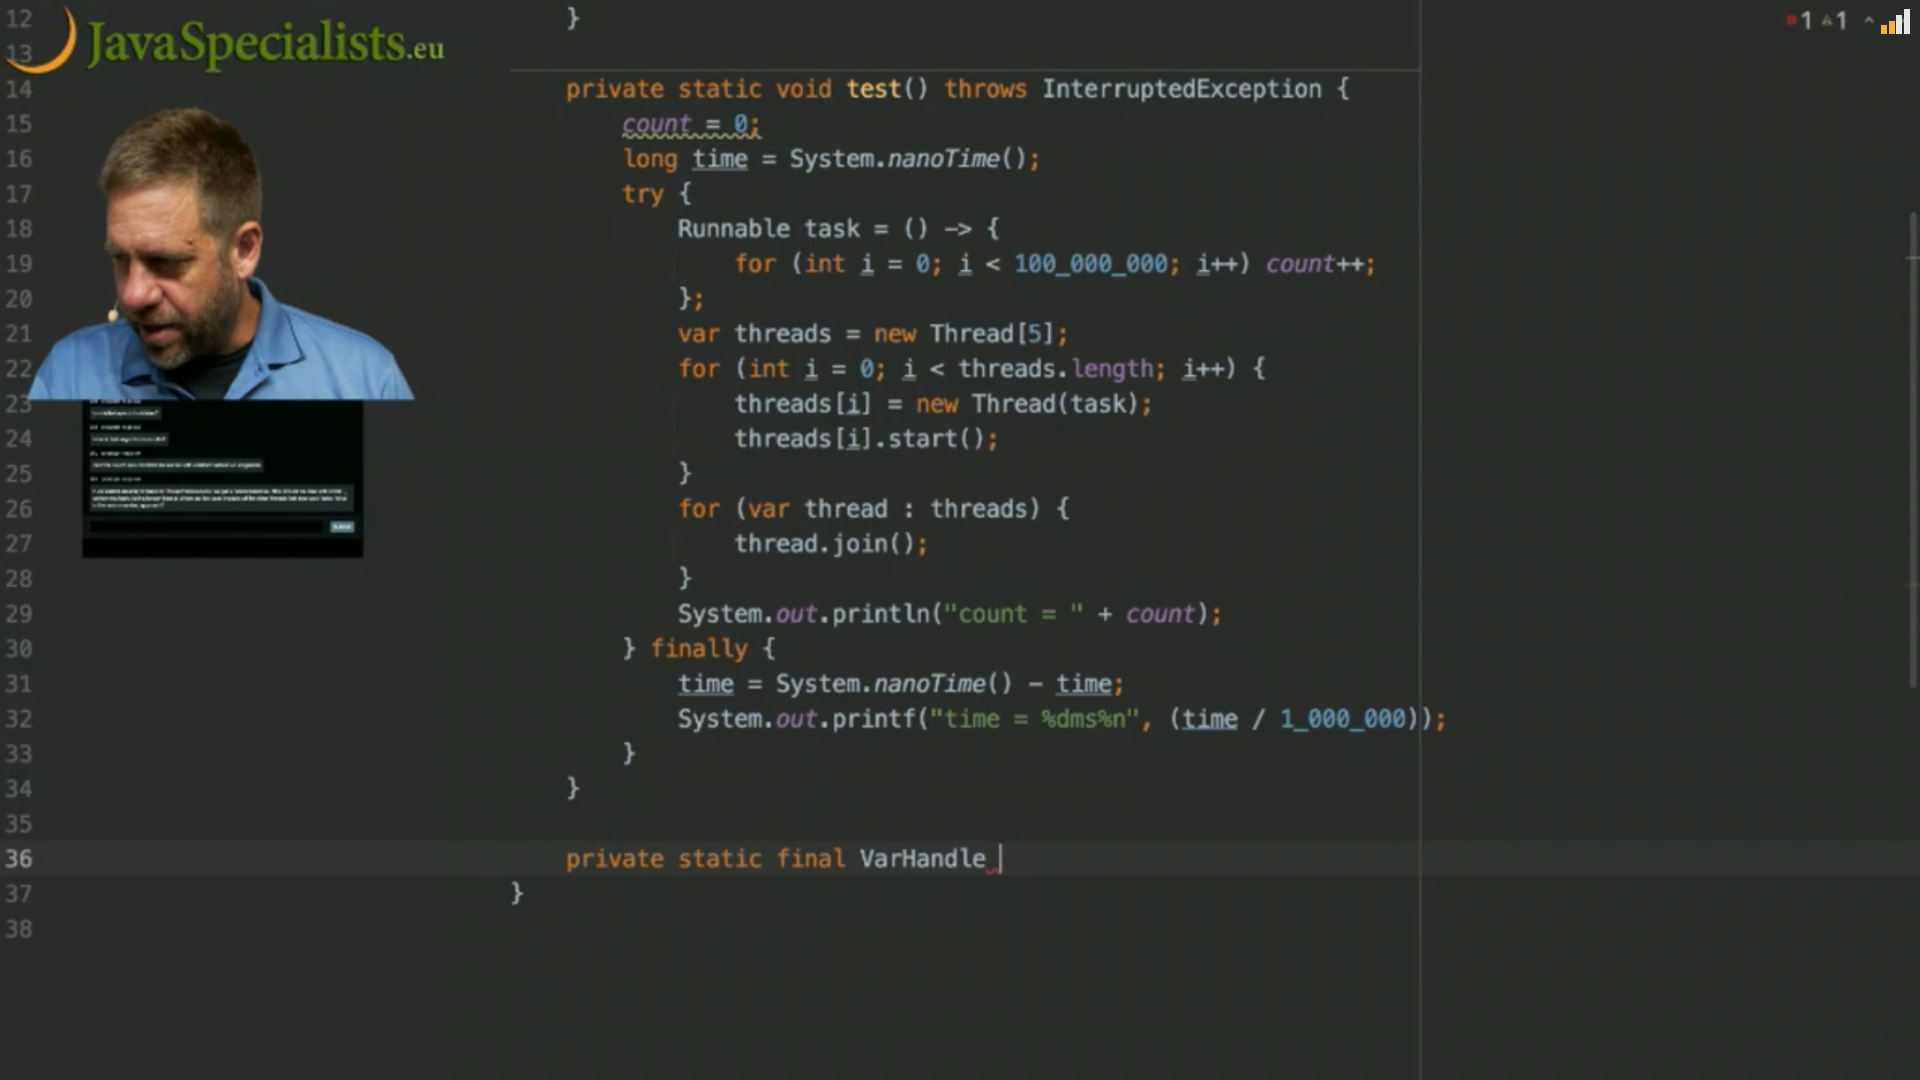 JavaSpecialists.eu
1 1
12 }
13
14 private static void test() throws InterruptedException {
15 count = 0;
16 long time = System.nanoTime();
17 try {
18 Runnable task = () -> {
19 for (int i = 0; i < 100_000_000; i++) count++;
20 };
21 var threads = new Thread[5];
22 for (int i = 0; i < threads.length; i++) {
23 threads[i] = new Thread(task);
24 threads[i].start();
25 }
26 for (var thread : threads) {
27 thread.join();
28 }
29 System.out.println("count = " + count);
30 } finally {
31 time = System.nanoTime() - time;
32 System.out.printf("time = %dms%n", (time / 1_000_000));
33 }
34 }
35
36 private static final VarHandle
37 }
38